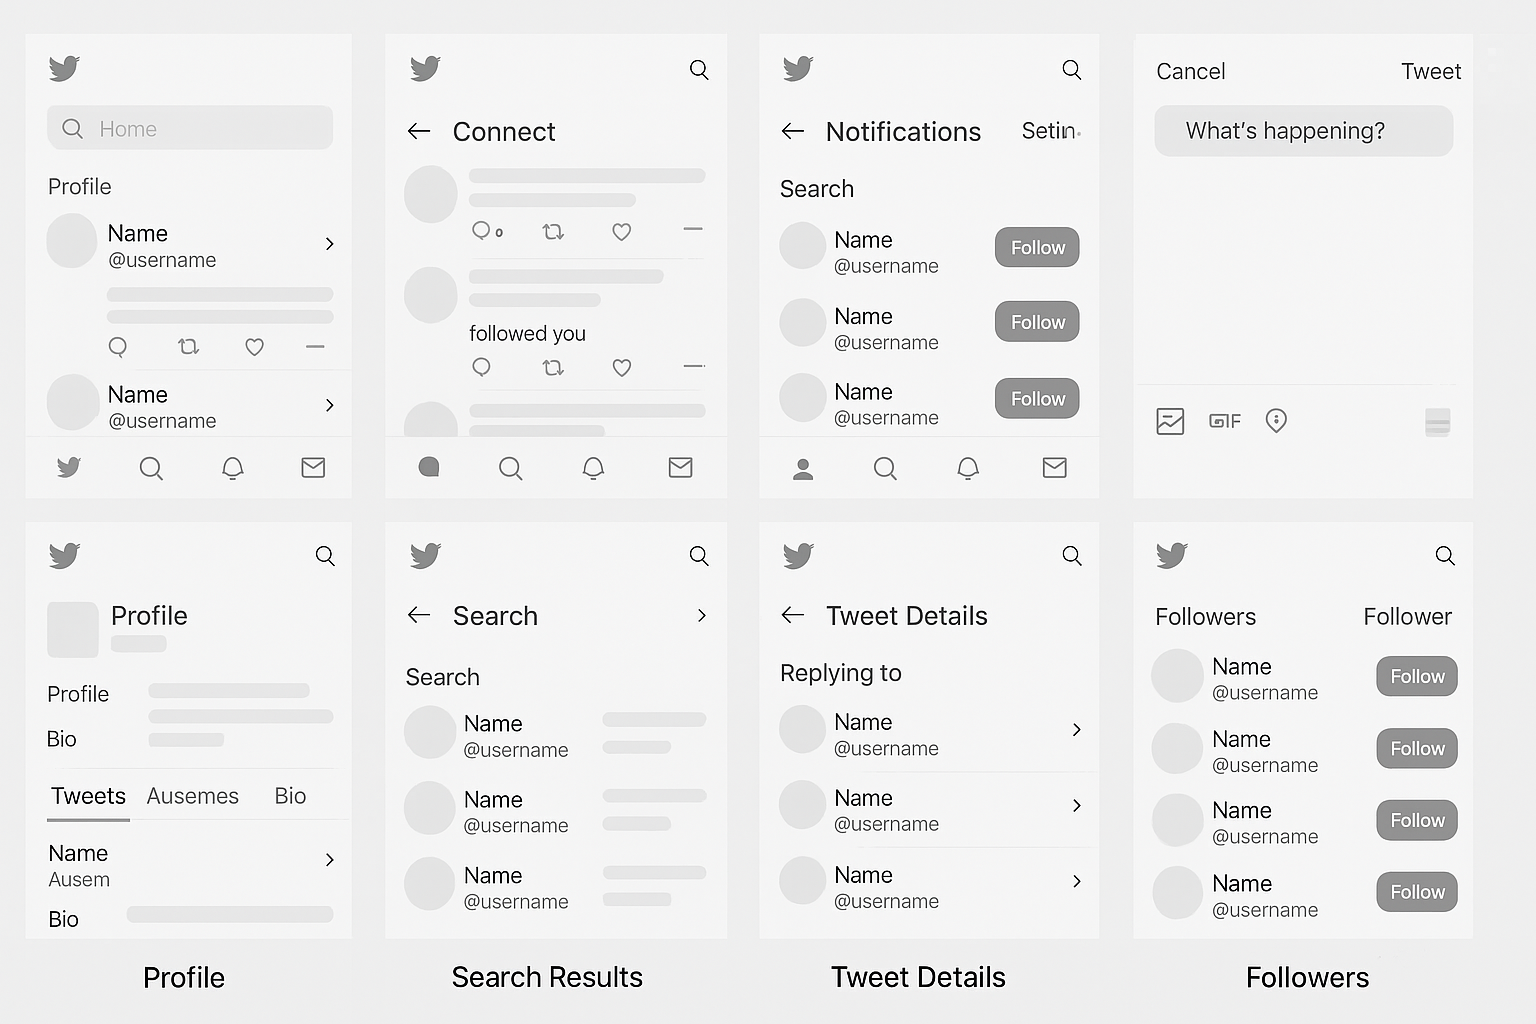 Home
Profile
Name
@username
Name
@username
Connect
0
followed you
Notifications
Setin
Search
Name
@username
Follow
Name
@username
Follow
Name
@username
Follow
Cancel
Tweet
What's happening?
GIF
Profile
Profile
Bio
Tweets Ausemes Bio
Name
Ausem
Bio
Profile
Search
Search
Name
@username
Name
@username
Name
@username
Search Results
Tweet Details
Replying to
Name
@username
Name
@username
Name
@username
Tweet Details
Followers Follower
Name
@username
Follow
Name
@username
Follow
Name
@username
Follow
Name
@username
Follow
Followers